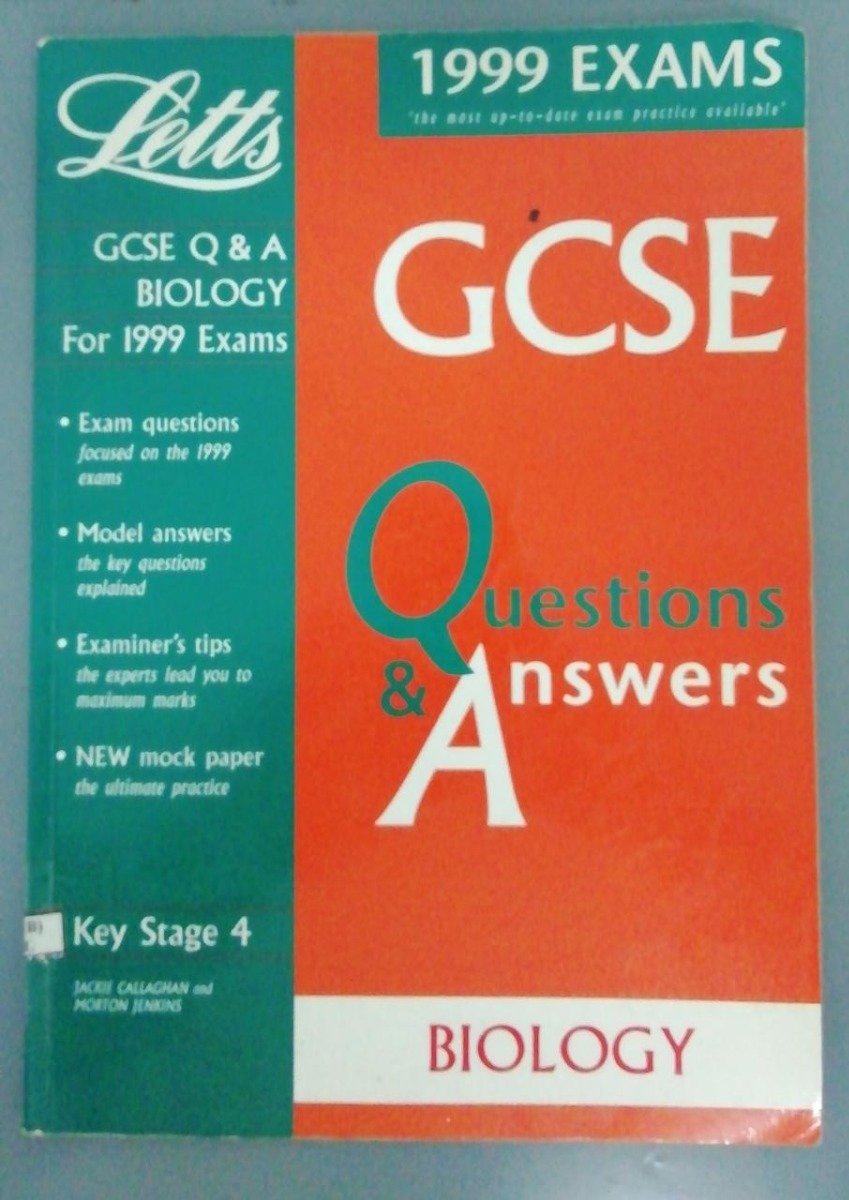 Letts
GCSE Q & A
BIOLOGY
For 1999 Exams
• Exam questions
focused on the 1999
exams
• Model answers
the key questions
explained
• Examiner's tips
the experts lead you to
maximum marks
• NEW mock paper
the ultimate practice
Key Stage 4
JACKIE CALLAGHAN and
MORTON JENKINS
1999 EXAMS
"the most up-to-date exam practice available"
GCSE
Questions
& Answers
BIOLOGY